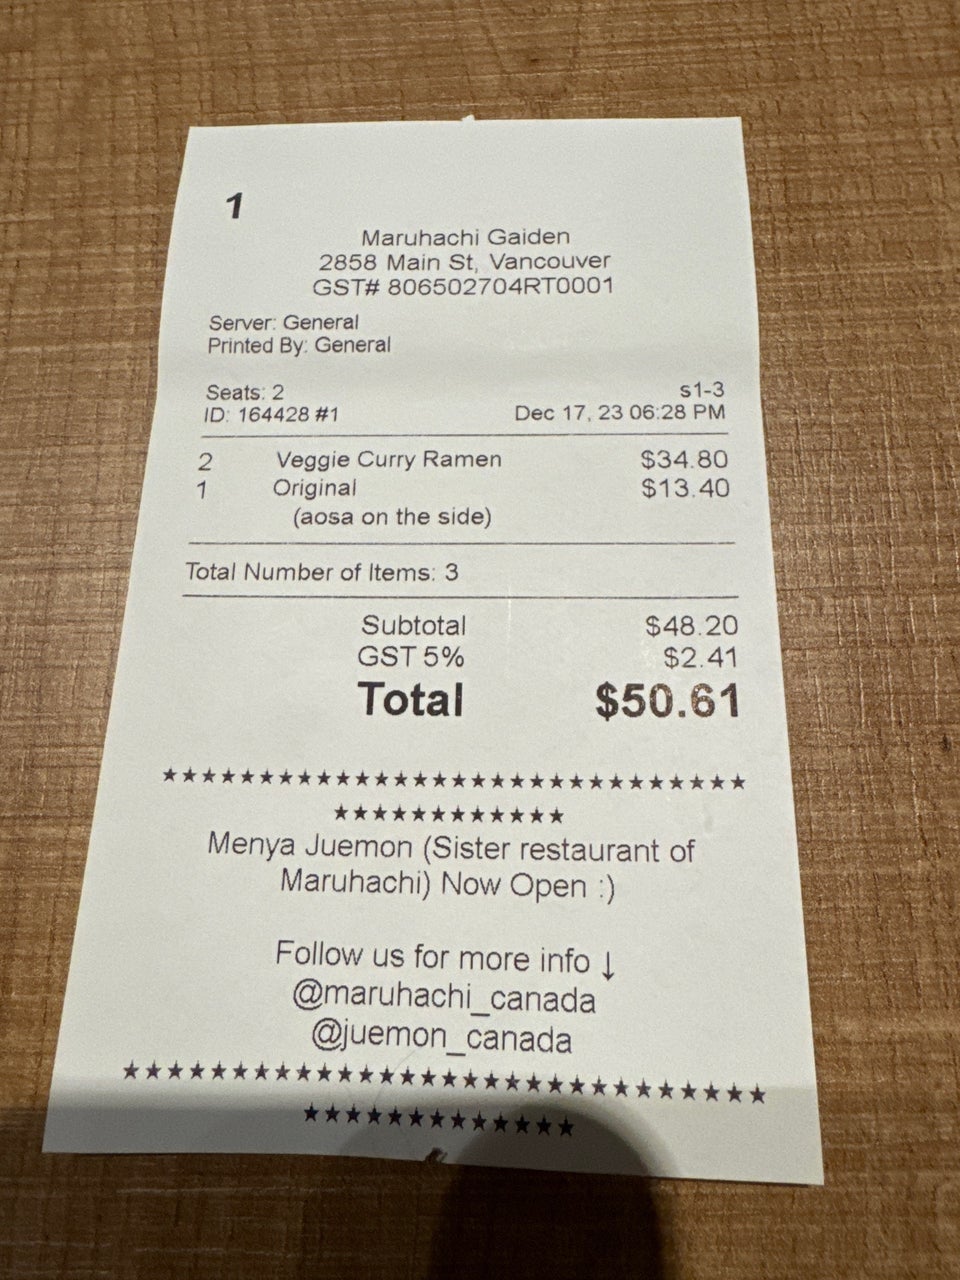 1
Maruhachi Gaiden
2858 Main St, Vancouver
GST# 806502704RT0001
Server: General
Printed By: General
Seats: 2 s1-3
ID: 164428 #1 Dec 17, 23 06:28 PM
2 Veggie Curry Ramen $34.80
1 Original $13.40
(aosa on the side)
Total Number of Items: 3
Subtotal $48.20
GST 5% $2.41
Total $50.61
★★★★★★★★★★★★★★★★★★★★★★★★★★★★★★
★★★★★★★★★★★★
Menya Juemon (Sister restaurant of
Maruhachi) Now Open :)
Follow us for more info ↓
@maruhachi_canada
@juemon_canada
★★★★★★★★★★★★★★★★★★★★★★★★★★★★★★
★★★★★★★★★★★★★